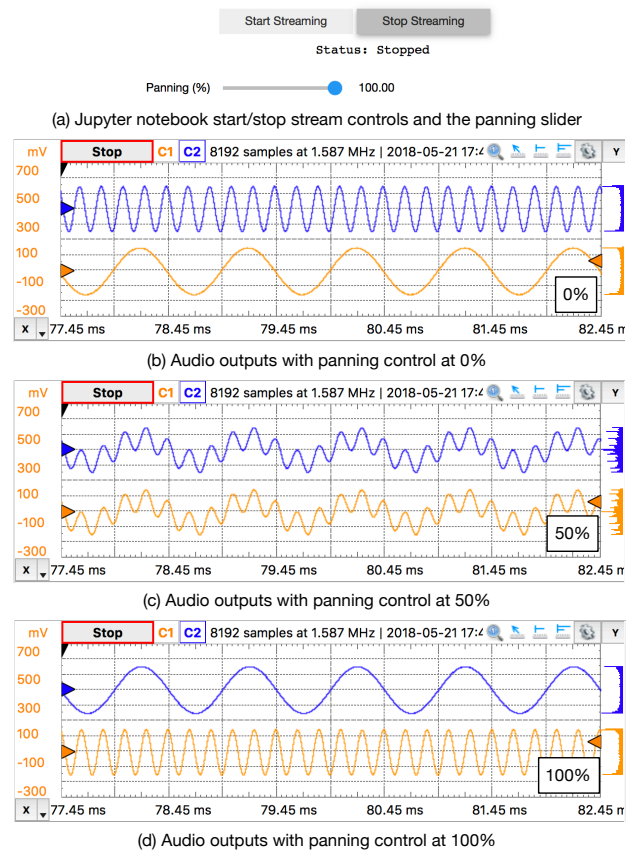 Start Streaming Stop Streaming
Status: Stopped
Panning (%) 100.00
(a) Jupyter notebook start/stop stream controls and the panning slider
mV Stop C1 C2 8192 samples at 1.587 MHz | 2018-05-21 17:4 Y
700
500
300
100
-100
-300
0%
X 77.45 ms 78.45 ms 79.45 ms 80.45 ms 81.45 ms 82.45 m
(b) Audio outputs with panning control at 0%
mV Stop C1 C2 8192 samples at 1.587 MHz | 2018-05-21 17:4 Y
700
500
300
100
-100
-300
50%
X 77.45 ms 78.45 ms 79.45 ms 80.45 ms 81.45 ms 82.45 m
(c) Audio outputs with panning control at 50%
mV Stop C1 C2 8192 samples at 1.587 MHz | 2018-05-21 17:4 Y
700
500
300
100
-100
-300
100%
X 77.45 ms 78.45 ms 79.45 ms 80.45 ms 81.45 ms 82.45 m
(d) Audio outputs with panning control at 100%